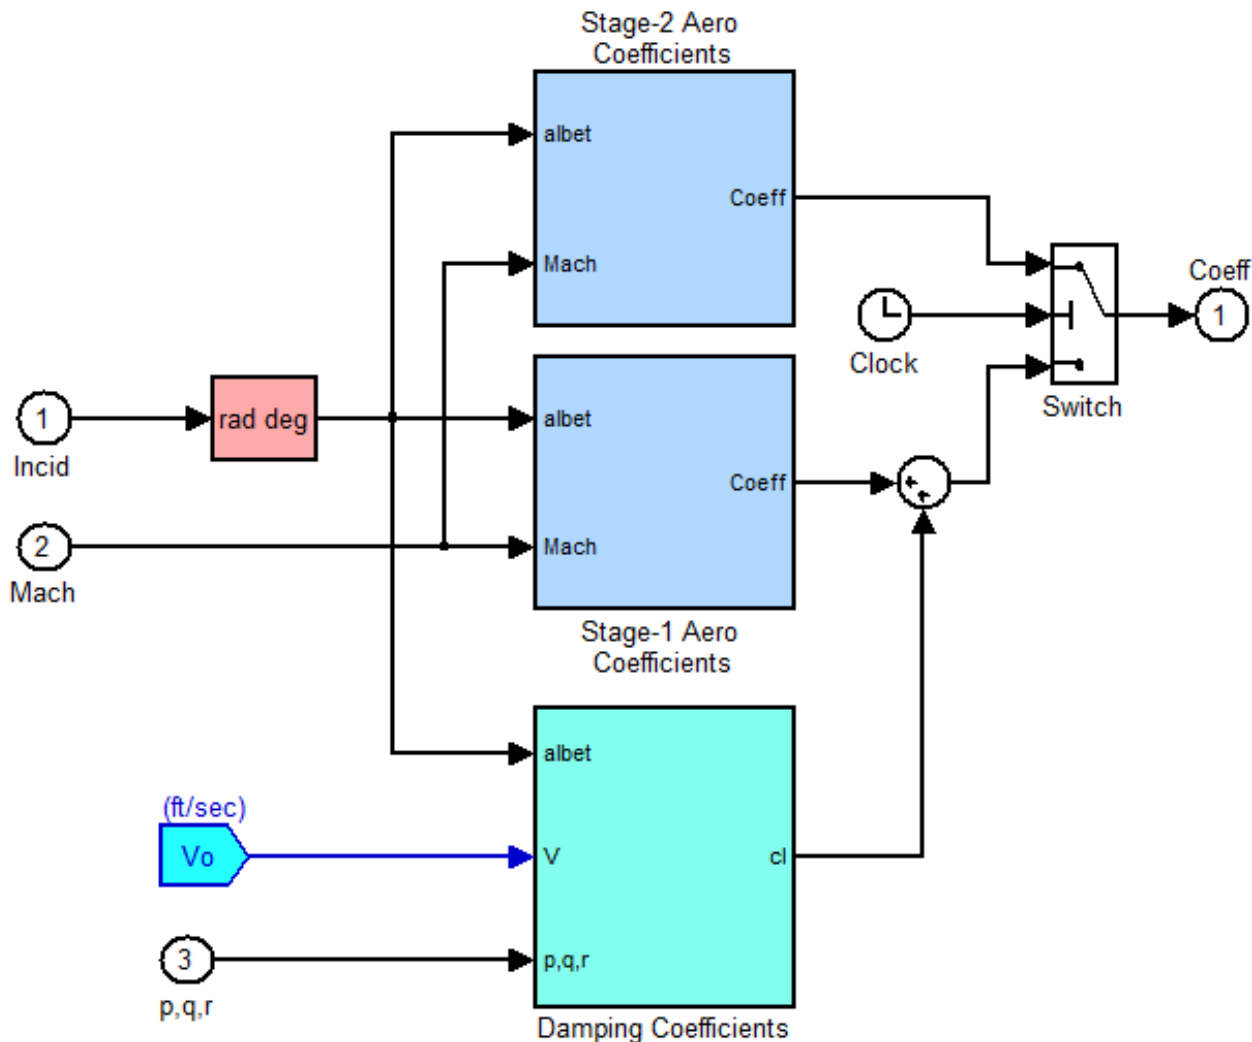 Stage-2 Aero
Coefficients
albet
Coeff
Mach
Coeff
1
Clock
Switch
1
Incid
rad deg
albet
Coeff
2
Mach
Mach
Stage-1 Aero
Coefficients
albet
(ft/sec)
Vo
V
cl
3
p,q,r
p,q,r
Damping Coefficients